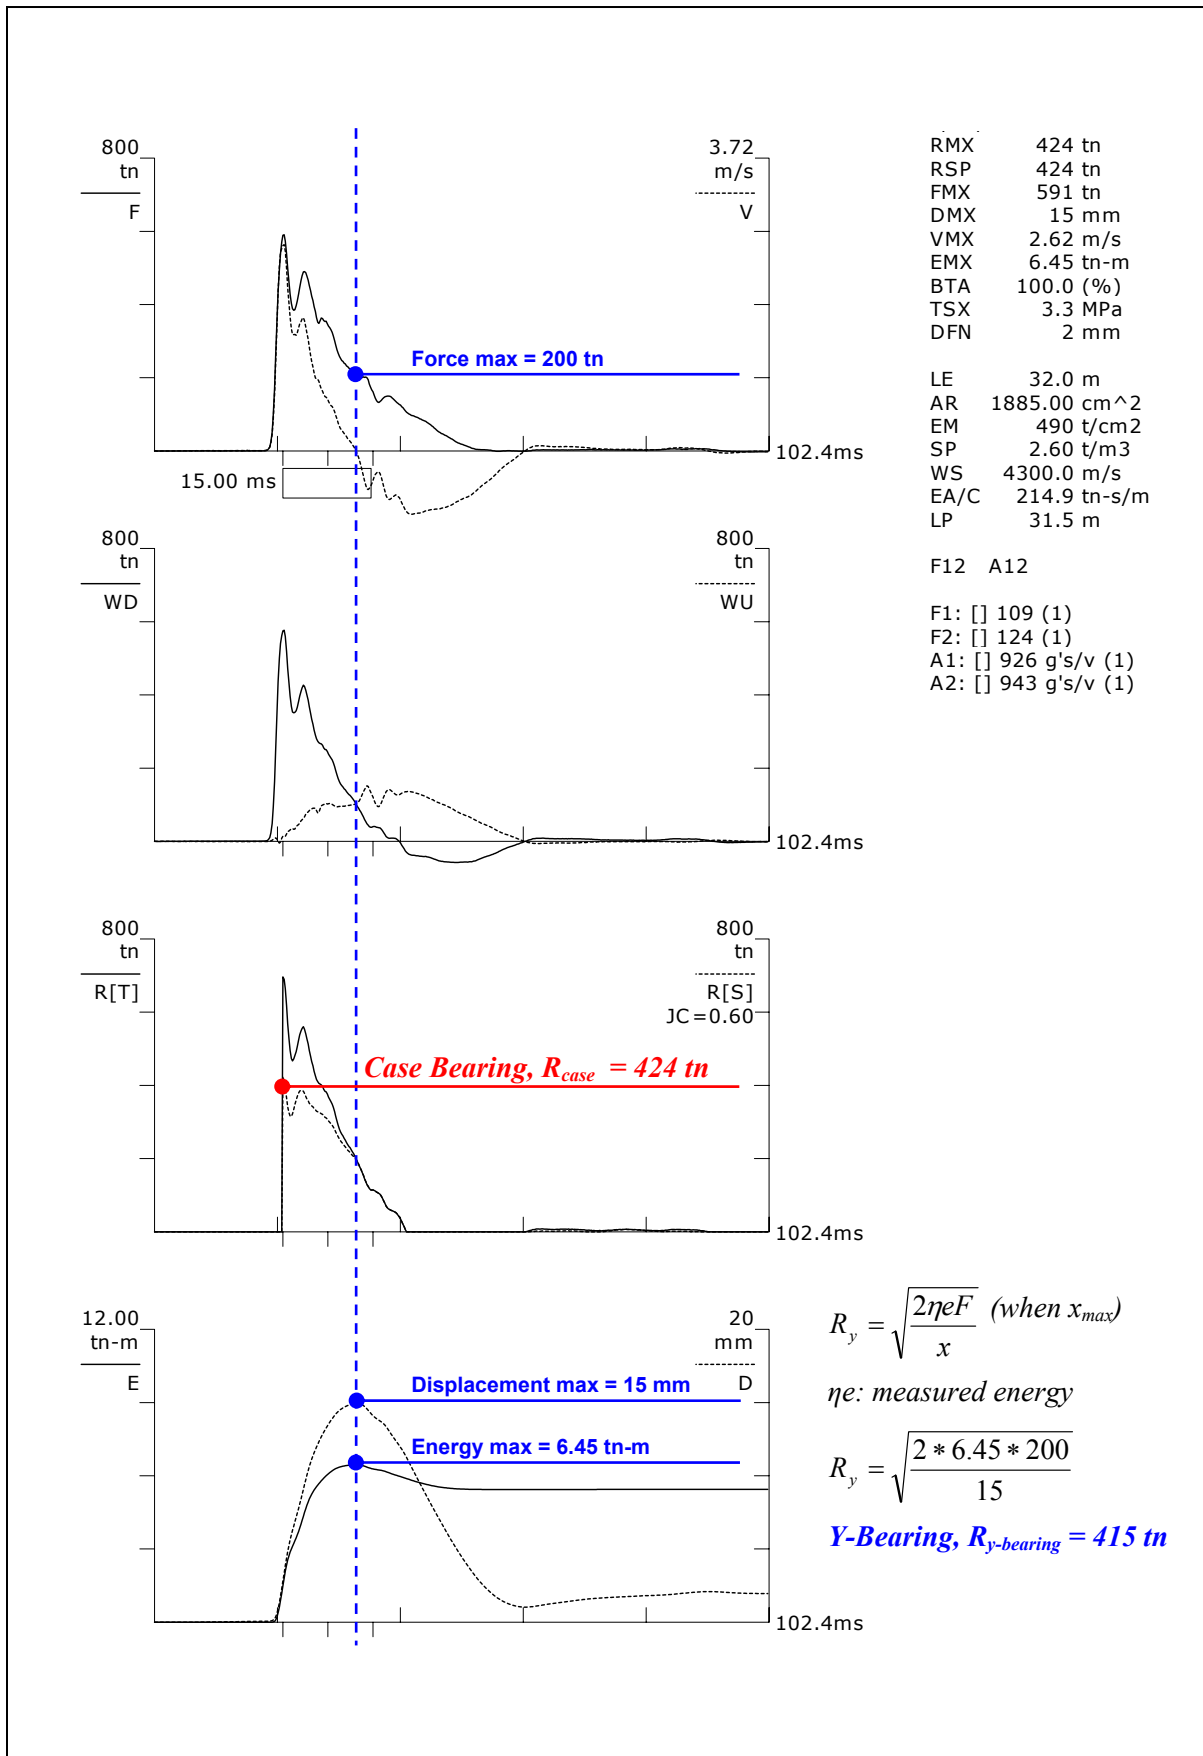 800
tn
F
3.72
m/s
V
Force max = 200 tn
102.4ms
15.00 ms
800
tn
WD
800
tn
WU
102.4ms
800
tn
R[T]
800
tn
R[S]
JC=0.60
Case Bearing, Rcase = 424 tn
102.4ms
12.00
tn-m
E
20
mm
D
Displacement max = 15 mm
Energy max = 6.45 tn-m
102.4ms
RMX 424 tn
RSP 424 tn
FMX 591 tn
DMX 15 mm
VMX 2.62 m/s
EMX 6.45 tn-m
BTA 100.0 (%)
TSX 3.3 MPa
DFN 2 mm
LE 32.0 m
AR 1885.00 cm^2
EM 490 t/cm2
SP 2.60 t/m3
WS 4300.0 m/s
EA/C 214.9 tn-s/m
LP 31.5 m
F12 A12
F1: [] 109 (1)
F2: [] 124 (1)
A1: [] 926 g's/v (1)
A2: [] 943 g's/v (1)
Ry = √(2ηeF / x) (when xmax)
ηe: measured energy
Ry = √(2 * 6.45 * 200 / 15)
Y-Bearing, Ry-bearing = 415 tn